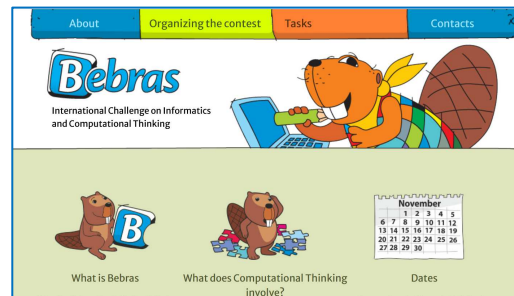 About Organizing the contest Tasks Contacts
Bebras
International Challenge on Informatics
and Computational Thinking
B
November
1 2 3 4 5
6 7 8 9 10 11 12
13 14 15 16 17 18 19
20 21 22 23 24 25 26
27 28 29 30
What is Bebras What does Computational Thinking Dates
involve?